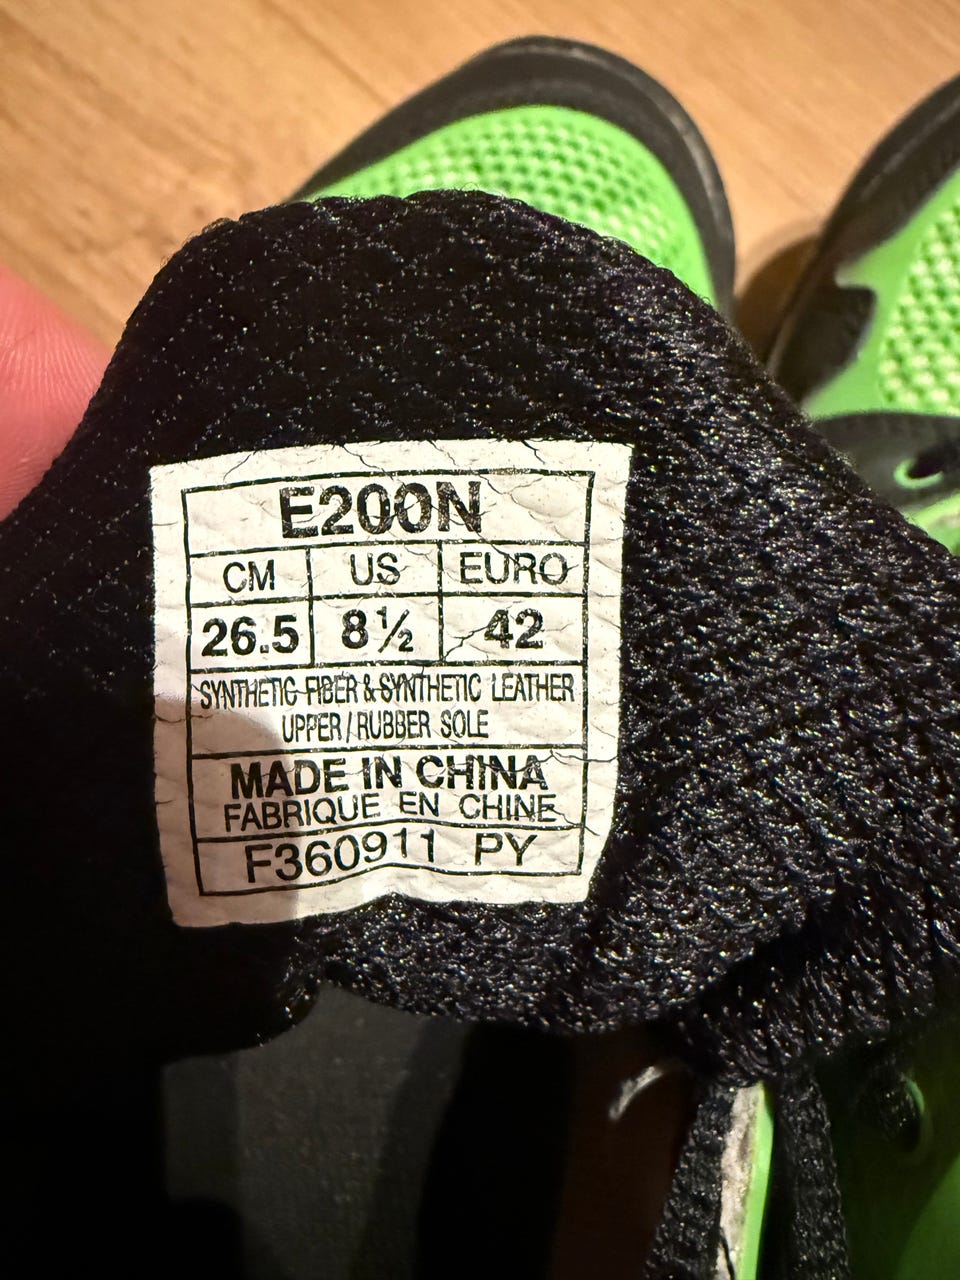 E200N
CM US EURO
26.5 8½ 42
SYNTHETIC FIBER & SYNTHETIC LEATHER
UPPER / RUBBER SOLE
MADE IN CHINA
FABRIQUE EN CHINE
F360911 PY